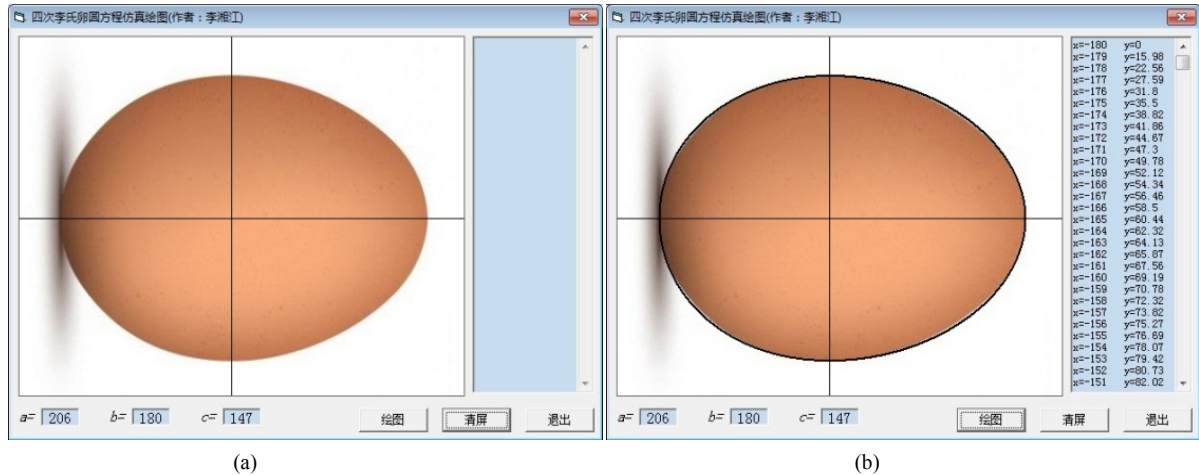 四次李氏卵圆方程仿真绘图(作者：李湘江)
a= 206 b= 180 c= 147 绘图 清屏 退出
(a)
四次李氏卵圆方程仿真绘图(作者：李湘江)
x=-180 y=0
x=-179 y=15.98
x=-178 y=22.56
x=-177 y=27.59
x=-176 y=31.8
x=-175 y=35.5
x=-174 y=38.82
x=-173 y=41.86
x=-172 y=44.67
x=-171 y=47.3
x=-170 y=49.78
x=-169 y=52.12
x=-168 y=54.34
x=-167 y=56.46
x=-166 y=58.5
x=-165 y=60.44
x=-164 y=62.32
x=-163 y=64.13
x=-162 y=65.87
x=-161 y=67.56
x=-160 y=69.19
x=-159 y=70.78
x=-158 y=72.32
x=-157 y=73.82
x=-156 y=75.27
x=-155 y=76.69
x=-154 y=78.07
x=-153 y=79.42
x=-152 y=80.73
x=-151 y=82.02
a= 206 b= 180 c= 147 绘图 清屏 退出
(b)